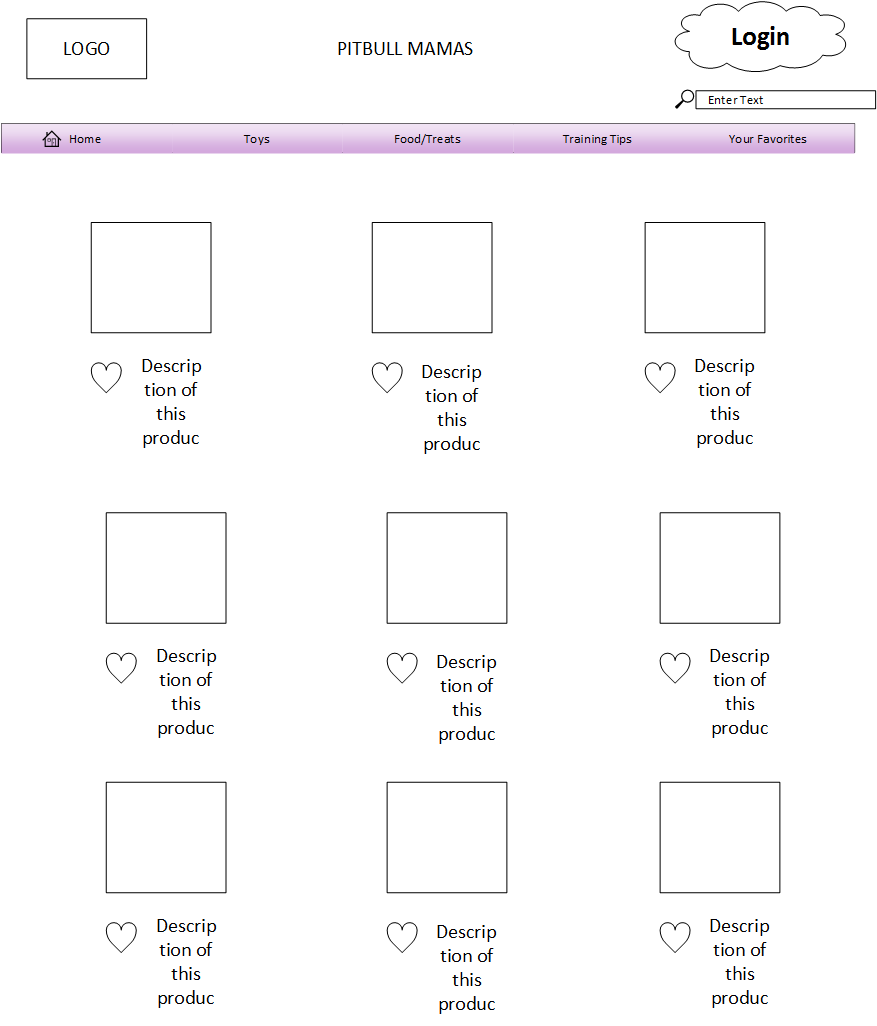 LOGO
PITBULL MAMAS
Login
Enter Text
Home
Toys
Food/Treats
Training Tips
Your Favorites
Descrip
tion of
this
produc
Descrip
tion of
this
produc
Descrip
tion of
this
produc
Descrip
tion of
this
produc
Descrip
tion of
this
produc
Descrip
tion of
this
produc
Descrip
tion of
this
produc
Descrip
tion of
this
produc
Descrip
tion of
this
produc